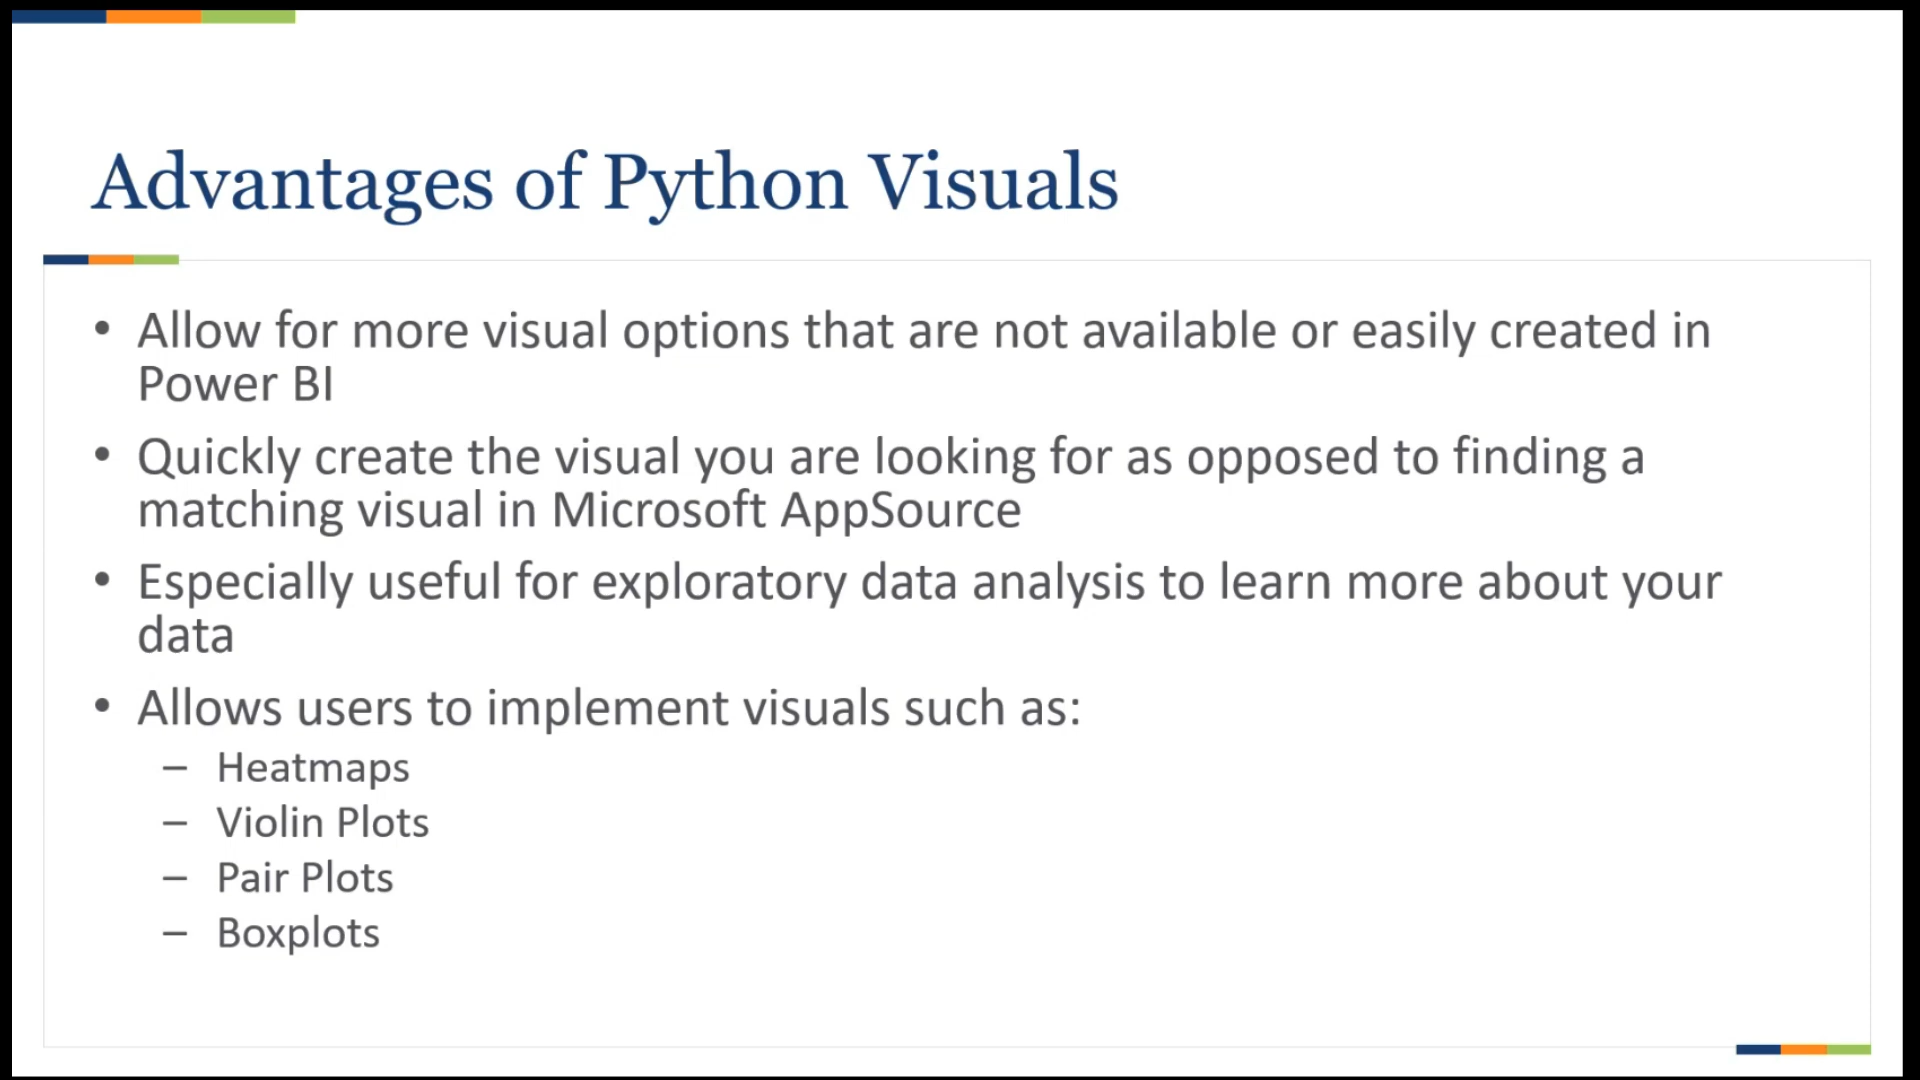 Advantages of Python Visuals
• Allow for more visual options that are not available or easily created in
Power BI
• Quickly create the visual you are looking for as opposed to finding a
matching visual in Microsoft AppSource
• Especially useful for exploratory data analysis to learn more about your
data
• Allows users to implement visuals such as:
– Heatmaps
– Violin Plots
– Pair Plots
– Boxplots